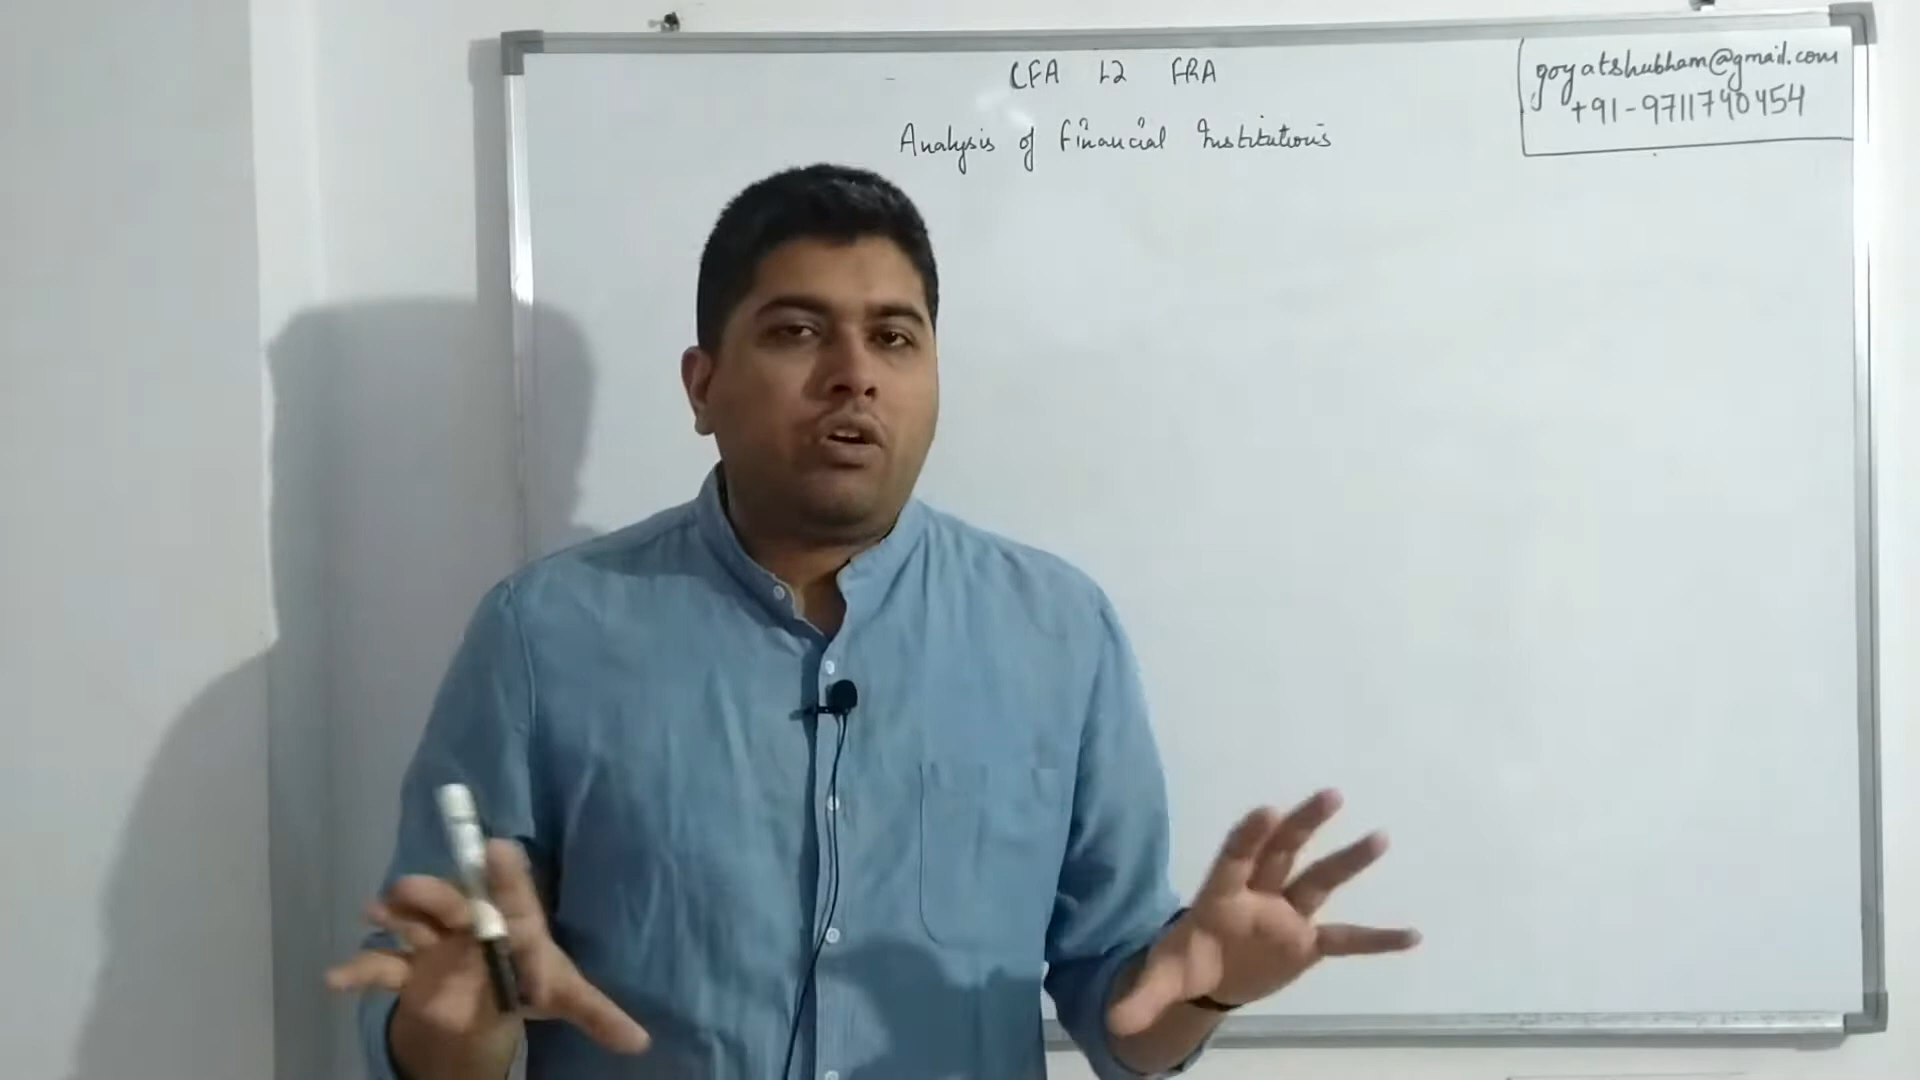 CFA L2 FRA
Analysis of Financial Institutions
goyatshubham@gmail.com
+91-9711740454